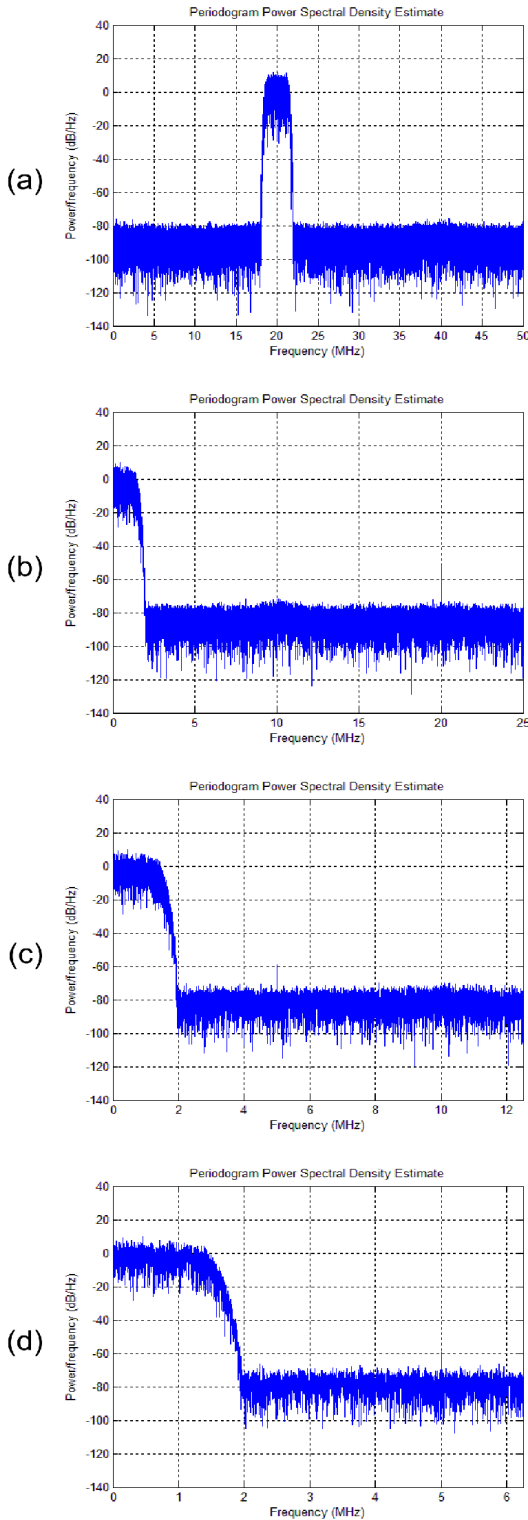 Periodogram Power Spectral Density Estimate
40
20
0
-20
-40
-60
-80
-100
-120
-140
Power/frequency (dB/Hz)
(a)
0 5 10 15 20 25 30 35 40 45 50
Frequency (MHz)
Periodogram Power Spectral Density Estimate
40
20
0
-20
-40
-60
-80
-100
-120
-140
Power/frequency (dB/Hz)
(b)
0 5 10 15 20 25
Frequency (MHz)
Periodogram Power Spectral Density Estimate
40
20
0
-20
-40
-60
-80
-100
-120
-140
Power/frequency (dB/Hz)
(c)
0 2 4 6 8 10 12
Frequency (MHz)
Periodogram Power Spectral Density Estimate
40
20
0
-20
-40
-60
-80
-100
-120
-140
Power/frequency (dB/Hz)
(d)
0 1 2 3 4 5 6
Frequency (MHz)